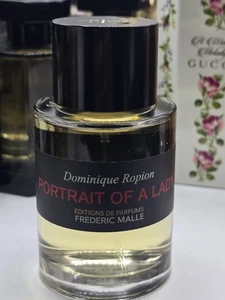 Dominique Ropion
PORTRAIT OF A LADY
EDITIONS DE PARFUMS
FREDERIC MALLE
GUCCI